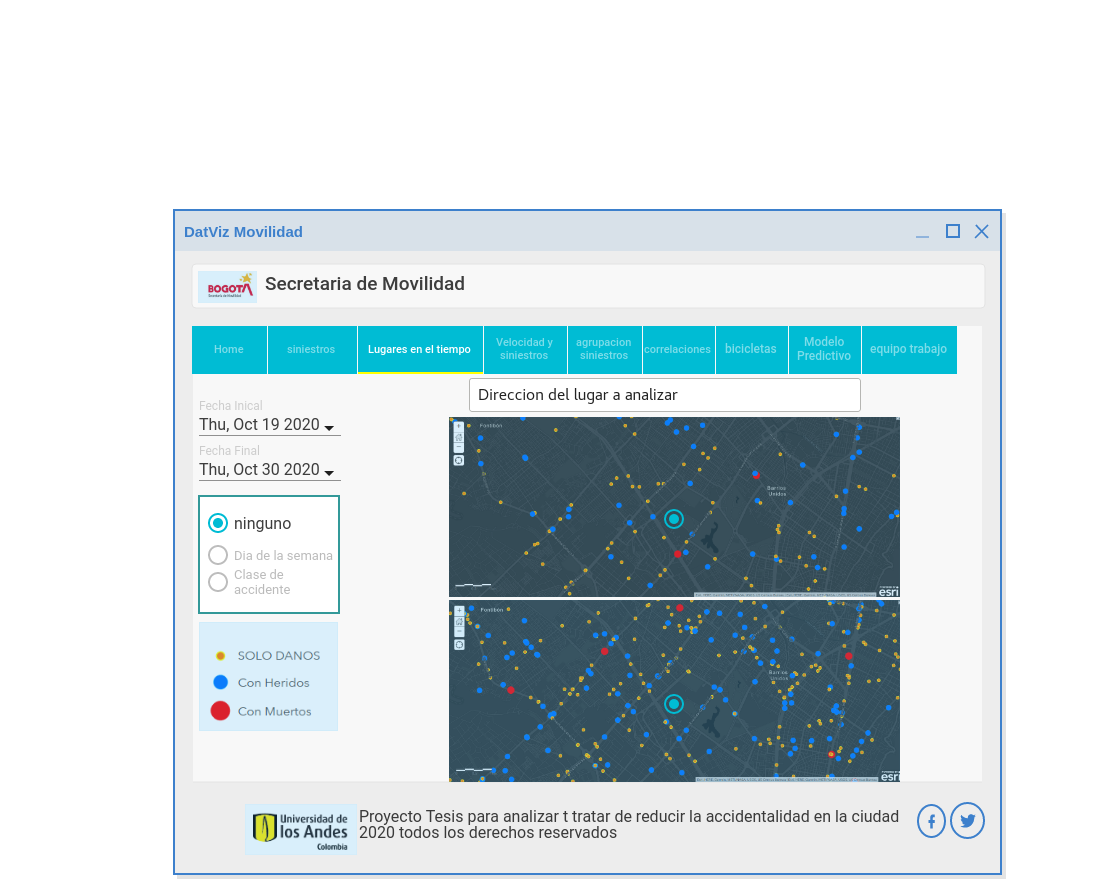 DatViz Movilidad
BOGOTA
Secretaria de Movilidad
Home
siniestros
Lugares en el tiempo
Velocidad y
siniestros
agrupacion
siniestros
correlaciones
bicicletas
Modelo
Predictivo
equipo trabajo
Direccion del lugar a analizar
Fecha Inical
Thu, Oct 19 2020
Fecha Final
Thu, Oct 30 2020
ninguno
Dia de la semana
Clase de
accidente
SOLO DANOS
Con Heridos
Con Muertos
Fontibon
Barrios
Unidos
esri
Fontibon
Barrios
Unidos
esri
Universidad de
los Andes
Colombia
Proyecto Tesis para analizar t tratar de reducir la accidentalidad en la ciudad
2020 todos los derechos reservados